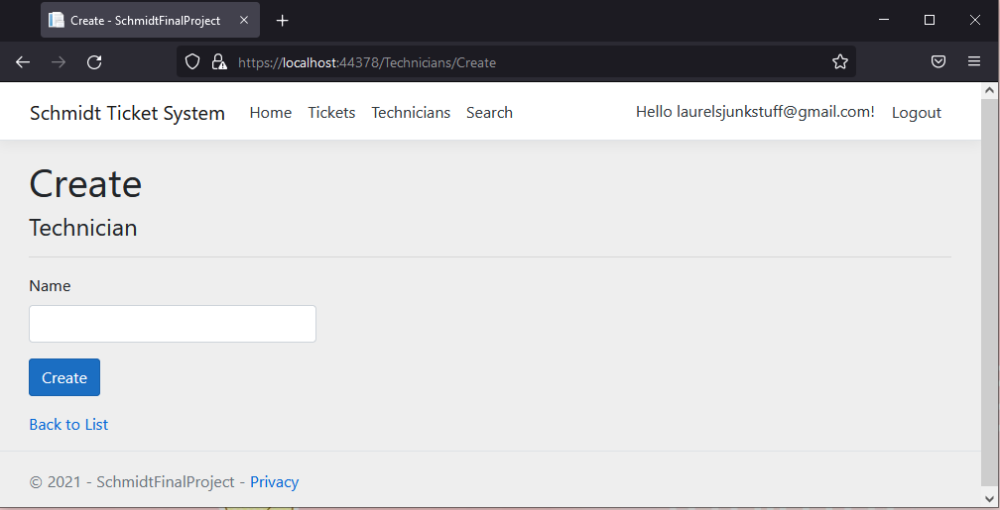 Create - SchmidtFinalProject
https://localhost:44378/Technicians/Create
Schmidt Ticket System Home Tickets Technicians Search Hello laurelsjunkstuff@gmail.com! Logout
Create
Technician
Name
Create
Back to List
© 2021 - SchmidtFinalProject - Privacy